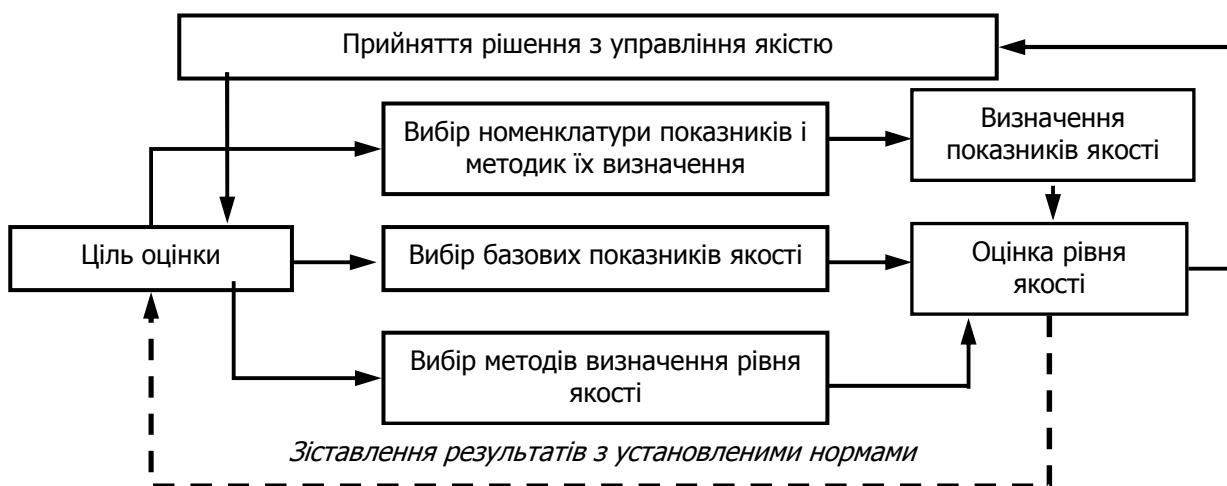 Прийняття рішення з управління якістю
Вибір номенклатури показників і
методик їх визначення
Визначення
показників якості
Ціль оцінки
Вибір базових показників якості
Оцінка рівня
якості
Вибір методів визначення рівня
якості
Зіставлення результатів з установленими нормами